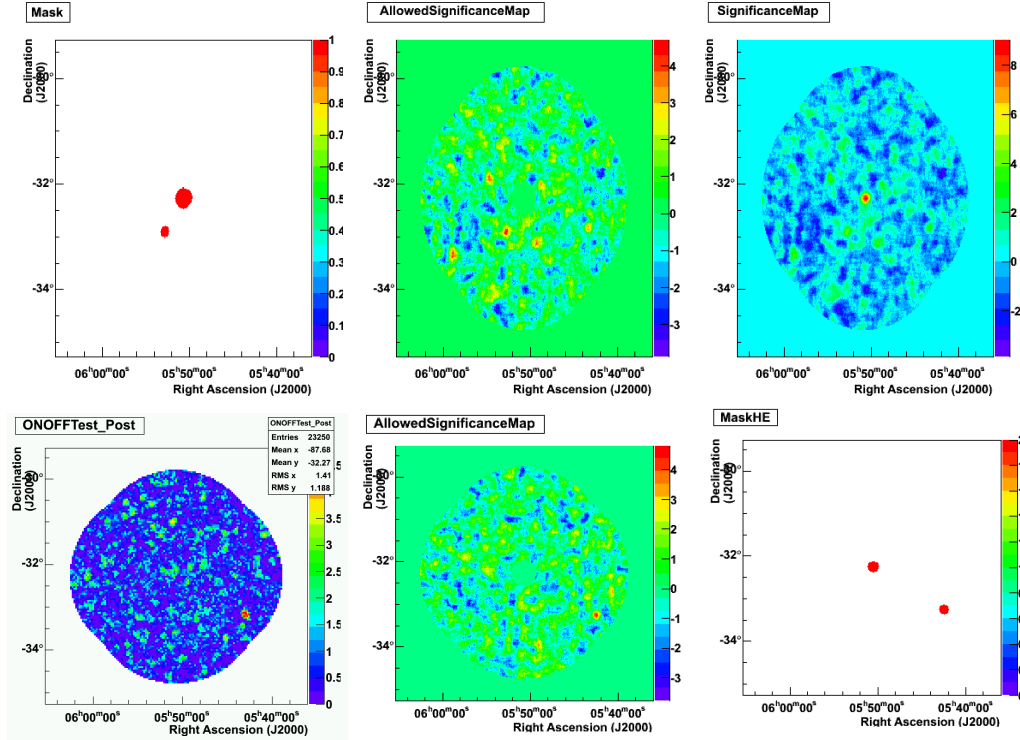 Mask
Declination
(J2000)
-30°
-32°
-34°
06h00m00s
05h50m00s
05h40m00s
Right Ascension (J2000)
1
0.9
0.8
0.7
0.6
0.5
0.4
0.3
0.2
0.1
0
AllowedSignificanceMap
Declination
(J2000)
-30°
-32°
-34°
06h00m00s
05h50m00s
05h40m00s
Right Ascension (J2000)
4
3
2
1
0
-1
-2
-3
SignificanceMap
Declination
(J2000)
-30°
-32°
-34°
06h00m00s
05h50m00s
05h40m00s
Right Ascension (J2000)
8
6
4
2
0
-2
ONOFFTest_Post
ONOFFTest_Post
Entries 23250
Mean x -87.68
Mean y -32.27
RMS x 1.41
RMS y 1.188
Declination
(J2000)
-32°
-34°
06h00m00s
05h50m00s
05h40m00s
Right Ascension (J2000)
3.5
3
2.5
2
1.5
1
0.5
0
AllowedSignificanceMap
Declination
(J2000)
-30°
-32°
-34°
06h00m00s
05h50m00s
05h40m00s
Right Ascension (J2000)
4
3
2
1
0
-1
-2
-3
MaskHE
Declination
(J2000)
-30°
-32°
-34°
06h00m00s
05h50m00s
05h40m00s
Right Ascension (J2000)